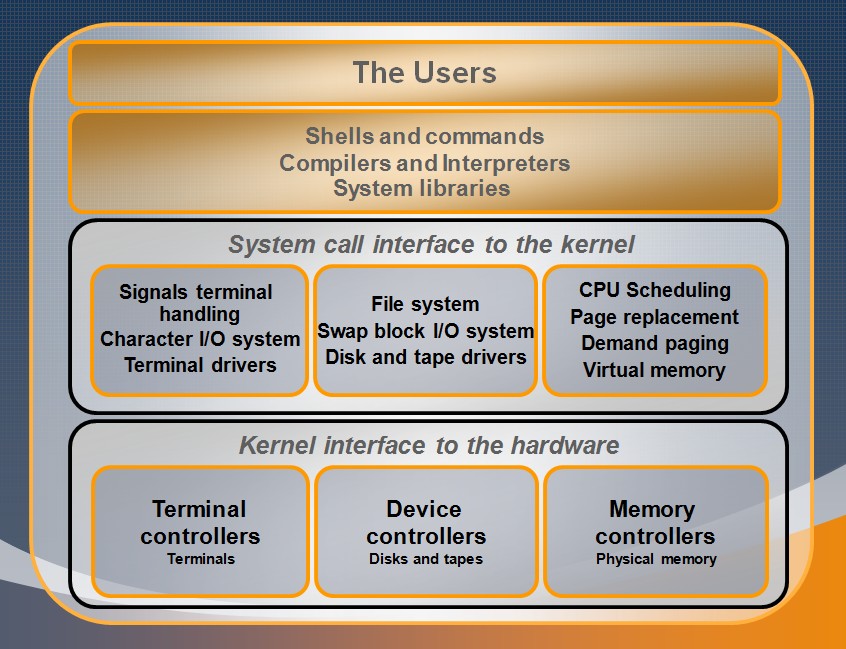 The Users
Shells and commands
Compilers and Interpreters
System libraries
System call interface to the kernel
Signals terminal
handling
Character I/O system
Terminal drivers
File system
Swap block I/O system
Disk and tape drivers
CPU Scheduling
Page replacement
Demand paging
Virtual memory
Kernel interface to the hardware
Terminal
controllers
Terminals
Device
controllers
Disks and tapes
Memory
controllers
Physical memory